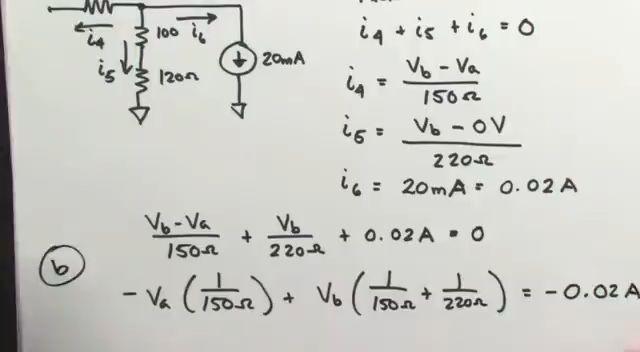 i4 100 i6
i5 120Ω 20mA
i4 + i5 + i6 = 0
i4 = Vb - Va / 150Ω
i5 = Vb - 0V / 220Ω
i6 = 20mA = 0.02A
Vb - Va / 150Ω + Vb / 220Ω + 0.02A = 0
b
- Va ( 1 / 150Ω ) + Vb ( 1 / 150Ω + 1 / 220Ω ) = - 0.02A